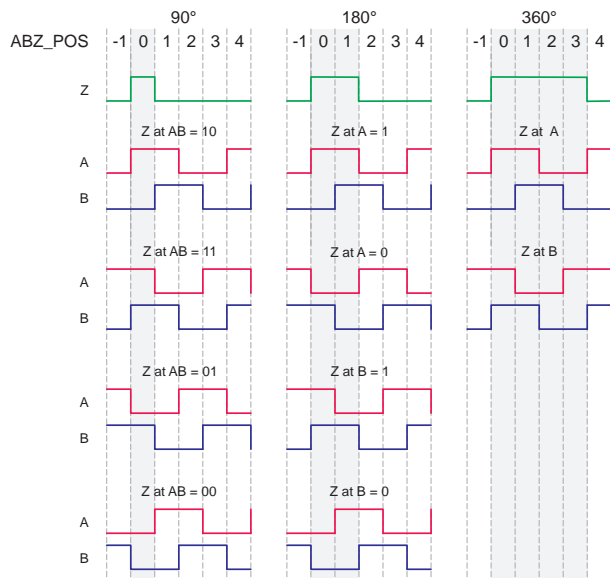 90° 180° 360°
ABZ_POS -1 0 1 2 3 4 -1 0 1 2 3 4 -1 0 1 2 3 4
Z
Z at AB = 10 Z at A = 1 Z at A
A
B
Z at AB = 11 Z at A = 0 Z at B
A
B
Z at AB = 01 Z at B = 1
A
B
Z at AB = 00 Z at B = 0
A
B